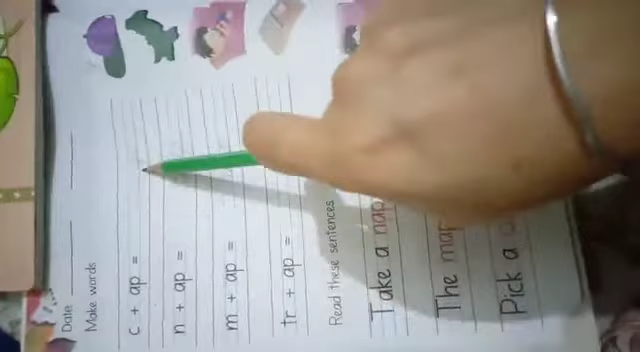 Date
Make words
c + ap =
n + ap =
m + ap =
tr + ap =
Read these sentences
Take a nap
The map
Pick a